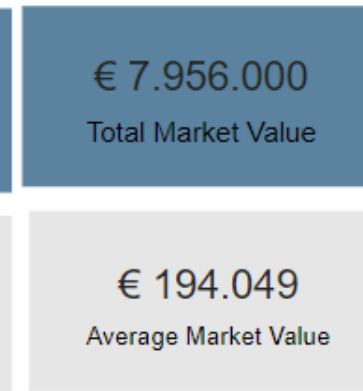 € 7.956.000
Total Market Value
€ 194.049
Average Market Value